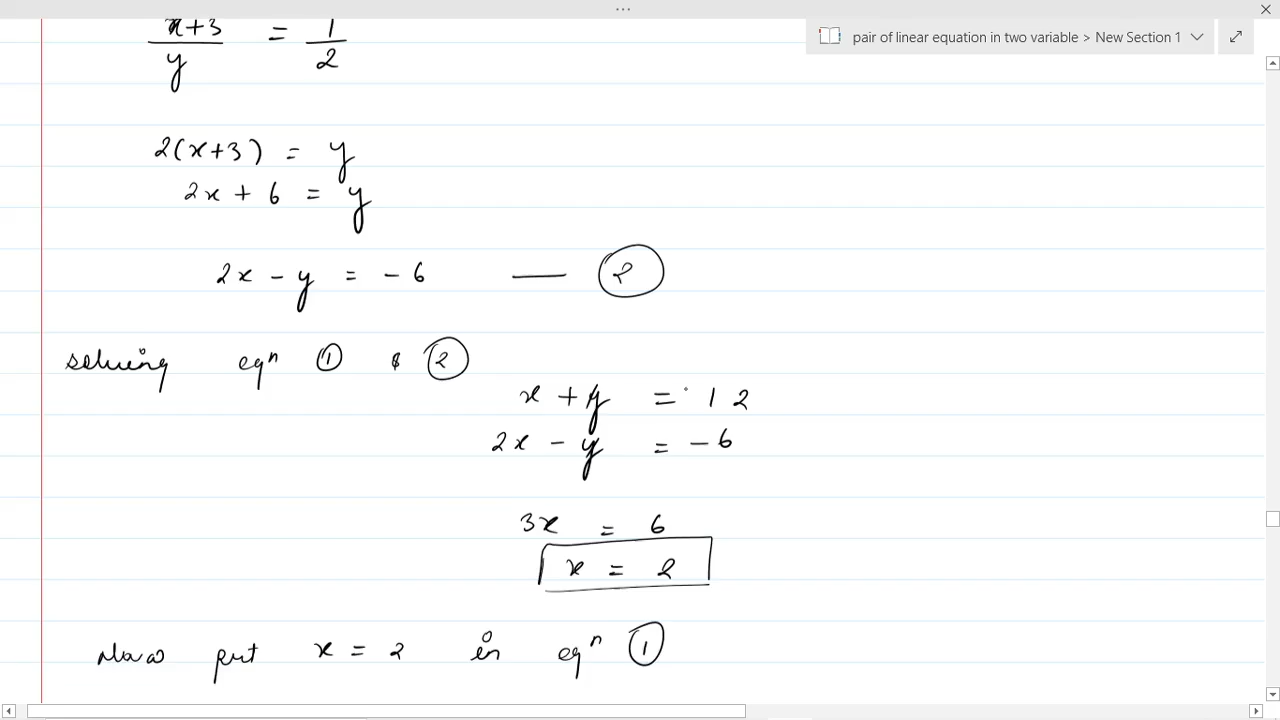 pair of linear equation in two variable > New Section 1
x+3 / y = 1/2
2(x+3) = y
2x + 6 = y
2x - y = - 6 —— ②
solving eqⁿ ① & ②
x + y = 12
2x - y = - 6
3x = 6
x = 2
Now put x = 2 in eqⁿ ①